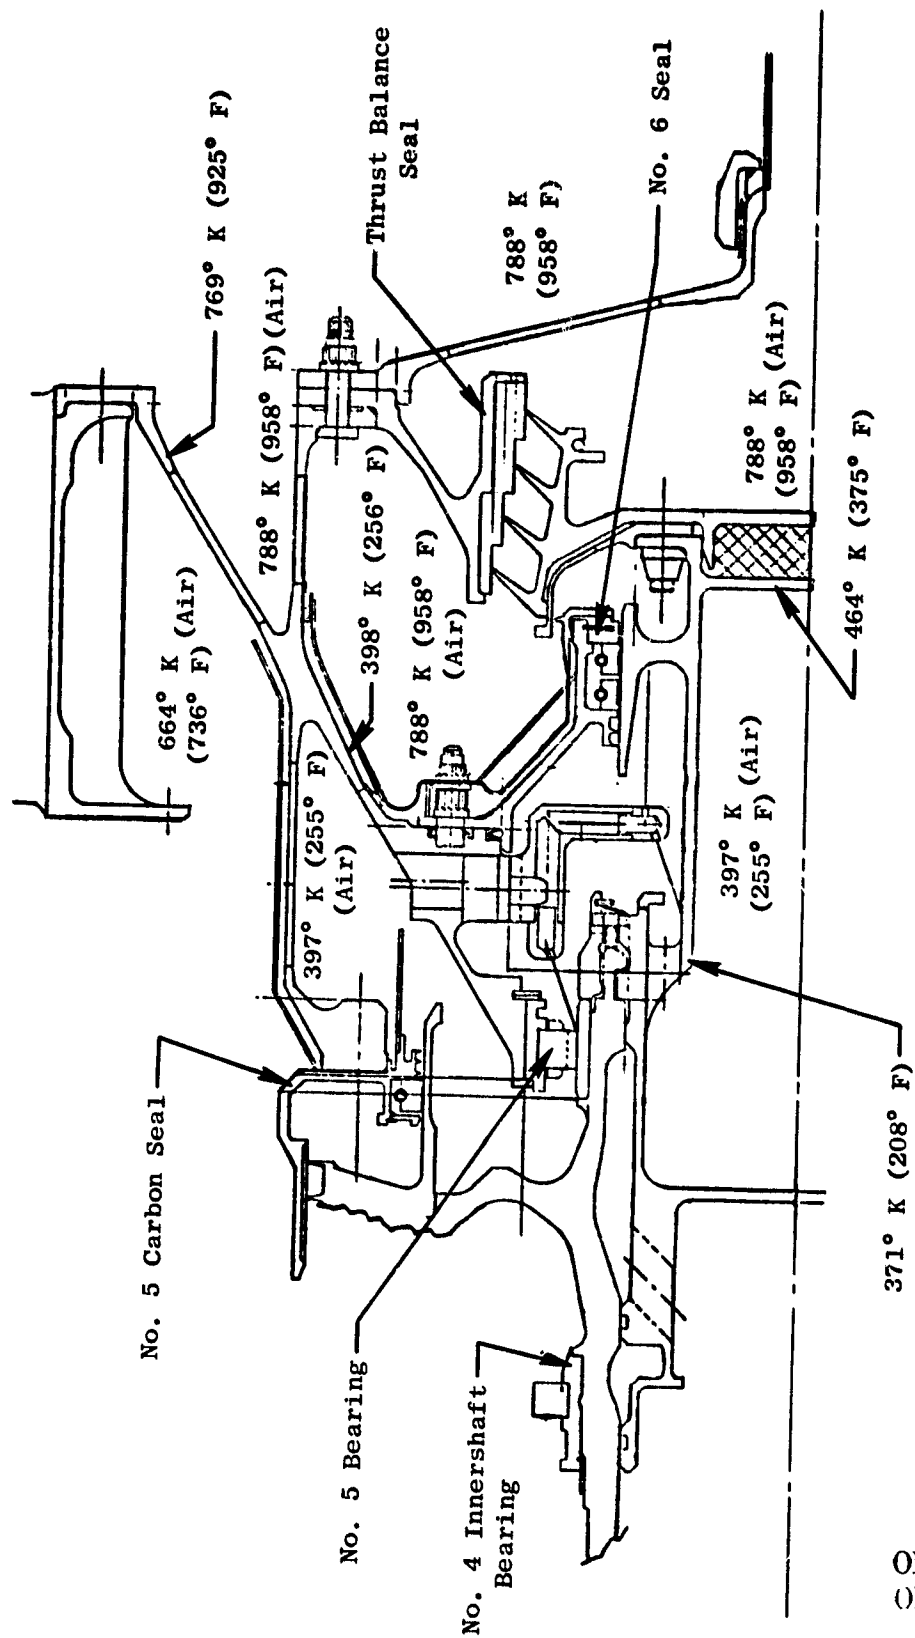 769° K (925° F)
664° K (Air)
(736° F)
788° K (958° F)(Air)
Thrust Balance
Seal
398° K (256° F)
397° K (255° F)
(Air)
No. 5 Carbon Seal
788° K (958° F)
(Air)
788° K
(958° F)
No. 6 Seal
No. 5 Bearing
No. 4 Innershaft
Bearing
397° K (Air)
(255° F)
788° K (Air)
(958° F)
464° K (375° F)
371° K (208° F)